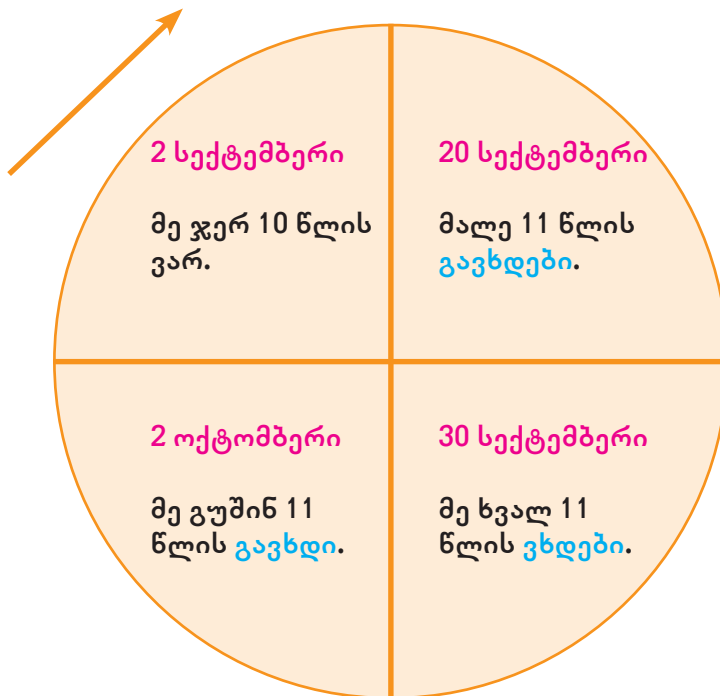 2 სექტემბერი
მე ჯერ 10 წლის
ვარ.
20 სექტემბერი
მალე 11 წლის
გავხდები.
30 სექტემბერი
მე ხვალ 11
წლის ვხდები.
2 ოქტომბერი
მე გუშინ 11
წლის გავხდი.